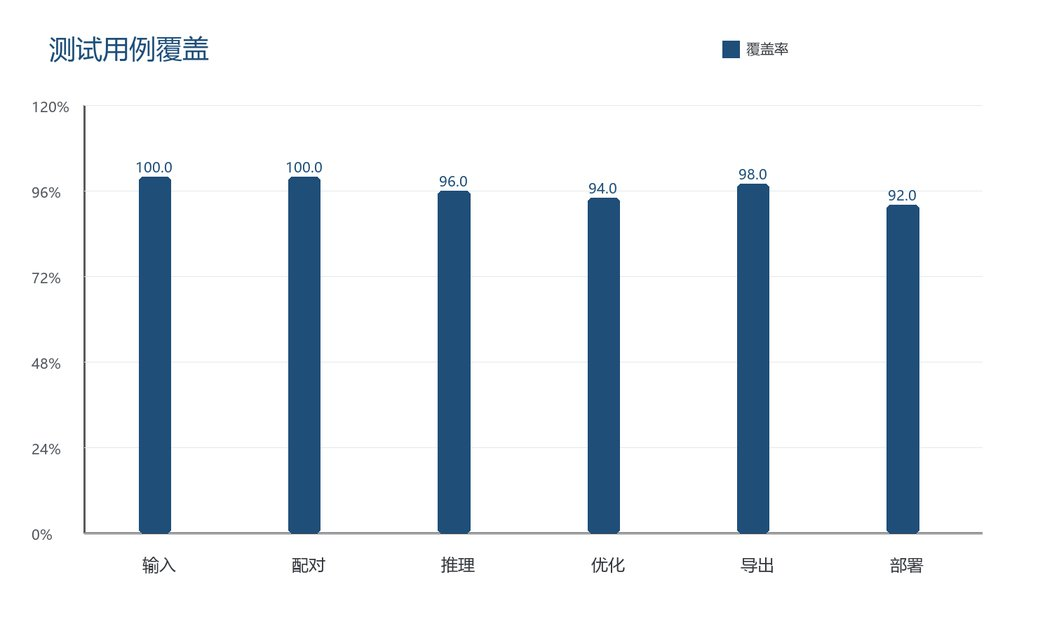 测试用例覆盖
覆盖率
120%
96%
72%
48%
24%
0%
100.0
100.0
96.0
94.0
98.0
92.0
输入
配对
推理
优化
导出
部署